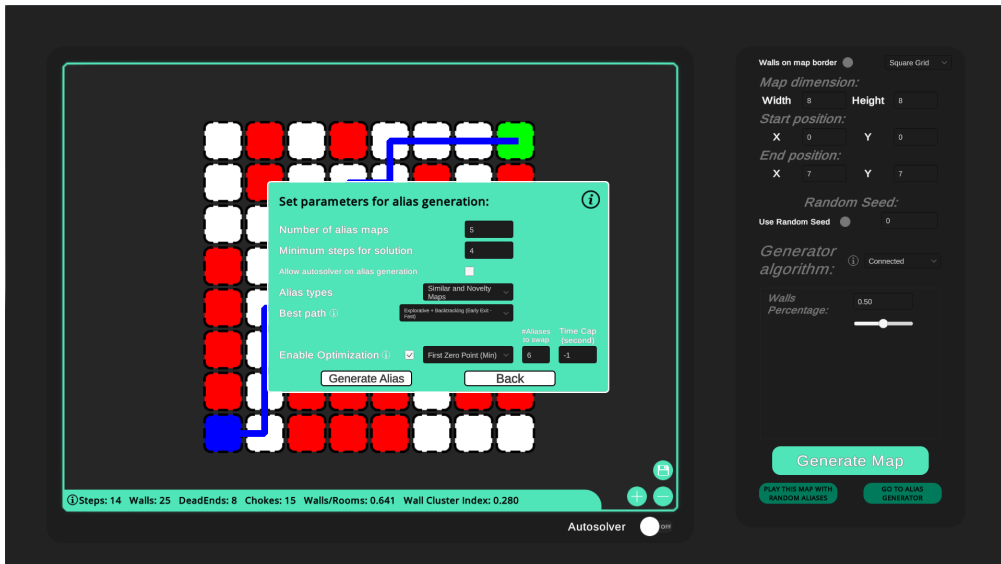 Walls on map border
Square Grid
Map dimension:
Width 8 Height 8
Start position:
X 0 Y 0
End position:
X 7 Y 7
Random Seed:
Use Random Seed 0
Generator
algorithm:
Connected
Walls
Percentage:
0.50
Generate Map
PLAY THIS MAP WITH
RANDOM ALIASES
GO TO ALIAS
GENERATOR
Set parameters for alias generation:
Number of alias maps 5
Minimum steps for solution 4
Allow autosolver on alias generation
Alias types
Similar and Novelty
Maps
Best path
Explorative + Backtracking (Early Exit -
Fast)
#Aliases
to swap
Time Cap
(second)
Enable Optimization First Zero Point (Min) 6 -1
Generate Alias Back
Steps: 14 Walls: 25 DeadEnds: 8 Chokes: 15 Walls/Rooms: 0.641 Wall Cluster Index: 0.280
Autosolver OFF